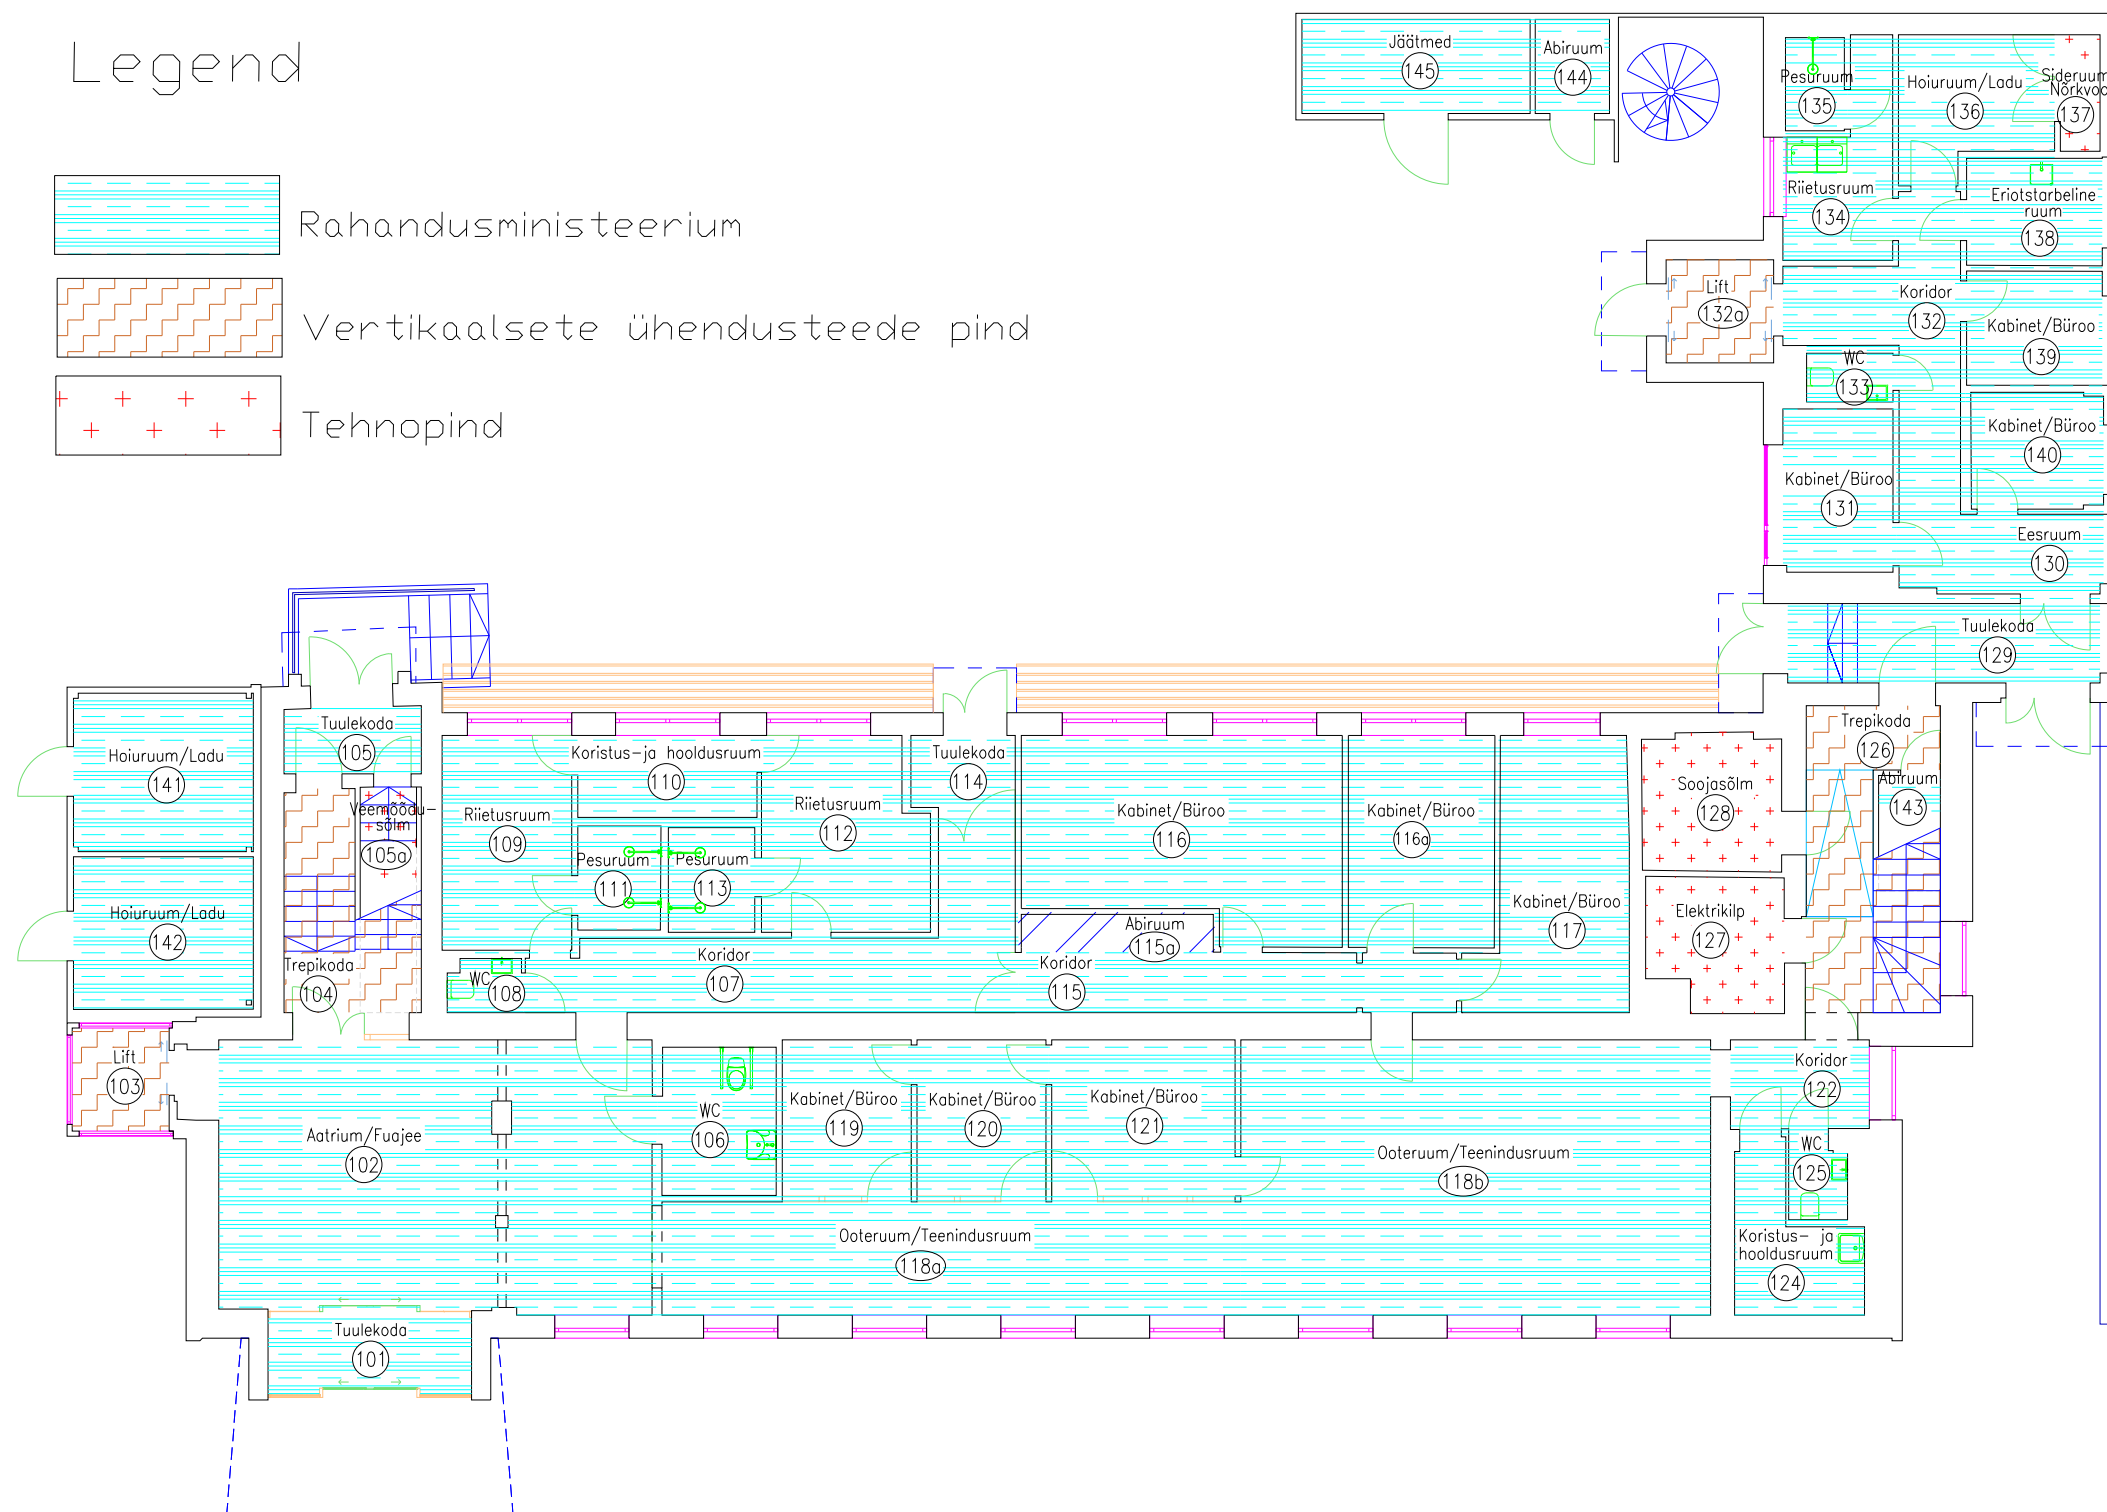 Legend
Rahandusministeerium
Vertikaalsete ühendusteede pind
Tehnopind
Jäätmed
145
Abiruum
144
Pesuruum
135
Hoiuruum/Ladu
136
Sideruum
137
Riietusruum
134
Eriotstarbeline
ruum
138
Lift
132a
Koridor
132
Kabinet/Büroo
139
WC
133
Kabinet/Büroo
140
Kabinet/Büroo
131
Eesruum
130
Tuulekoda
129
Hoiuruum/Ladu
141
Tuulekoda
105
Veemõõdu-
sõlm
105a
Hoiuruum/Ladu
142
Trepikoda
104
Lift
103
Koristus-ja hooldusruum
110
Riietusruum
109
Riietusruum
112
Pesuruum
111
Pesuruum
113
Tuulekoda
114
Kabinet/Büroo
116
Kabinet/Büroo
116a
Kabinet/Büroo
117
Abiruum
115a
Koridor
115
Koridor
107
WC
108
Soojasõlm
128
Elektrikilp
127
Trepikoda
126
Abiruum
143
Aatrium/Fuajee
102
WC
106
Kabinet/Büroo
119
Kabinet/Büroo
120
Kabinet/Büroo
121
Ooteruum/Teenindusruum
118b
Ooteruum/Teenindusruum
118a
Koridor
122
WC
125
Koristus- ja
hooldusruum
124
Tuulekoda
101